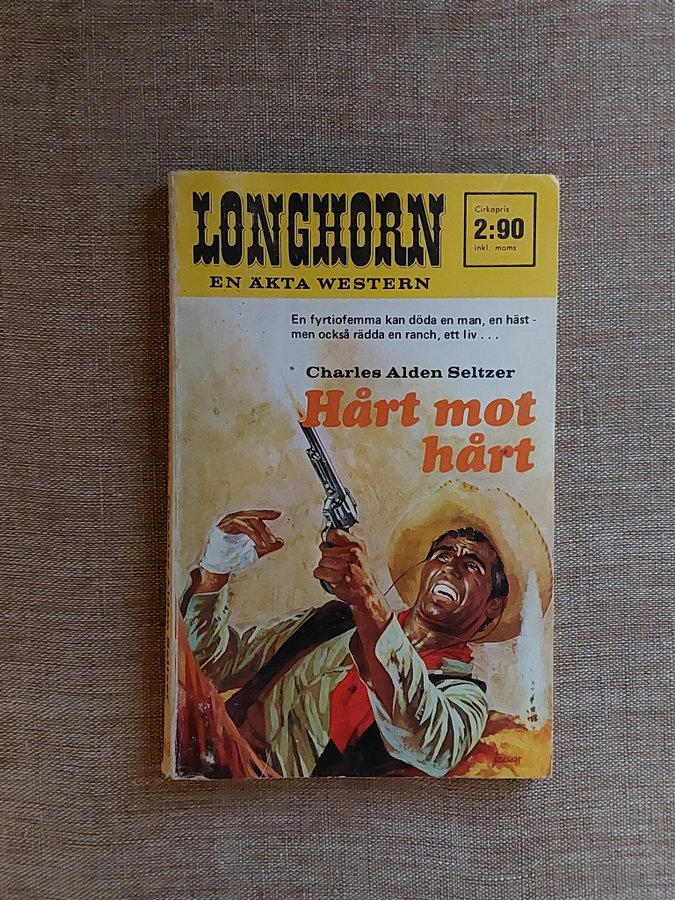 LONGHORN
EN ÄKTA WESTERN
Cirkapris
2:90
inkl. moms
En fyrtiofemma kan döda en man, en häst -
men också rädda en ranch, ett liv . . .
Charles Alden Seltzer
Hårt mot
hårt